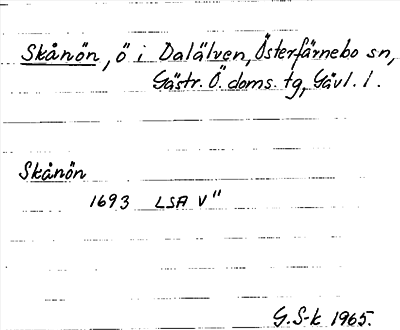 Skånön, ö i Dalälven, Österfärnebo sn,
Gästr. Ö. doms. tg, Gävl. l.
Skånön
1693 LSA V"
G. S-k 1965.